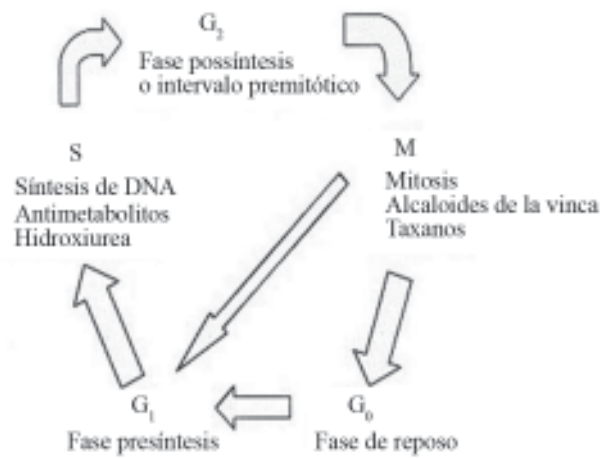 G₂
Fase possíntesis
o intervalo premitótico
S
Síntesis de DNA
Antimetabolitos
Hidroxiurea
M
Mitosis
Alcaloides de la vinca
Taxanos
G₁
Fase presíntesis
G₀
Fase de reposo